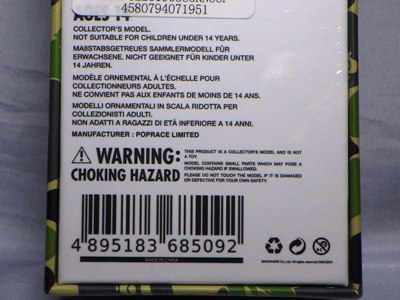 4580794071951
AGES 14
COLLECTOR'S MODEL.
NOT SUITABLE FOR CHILDREN UNDER 14 YEARS.
MAßSTABSGETREUES SAMMLERMODELL FÜR
ERWACHSENE. NICHT GEEIGNET FÜR KINDER UNTER
14 JAHREN.
MODÈLE ORNEMENTAL À L'ÉCHELLE POUR
COLLECTIONNEURS ADULTES.
NE CONVIENT PAS AUX ENFANTS DE MOINS DE 14 ANS.
MODELLI ORNAMENTALI IN SCALA RIDOTTA PER
COLLEZIONISTI ADULTI.
NON ADATTI A RAGAZZI DI ETÀ INFERIORE A 14 ANNI.
MANUFACTURER : POPRACE LIMITED
WARNING:
CHOKING HAZARD
THIS PRODUCT IS A COLLECTOR'S MODEL AND IS NOT
A TOY.
MODEL CONTAINS SMALL PARTS WHICH MAY POSE A
CHOKING HAZARD IF SWALLOWED.
PLEASE DO NOT TOUCH THE MODEL IF IT IS DAMAGED
OR DEFECTIVE FOR YOUR OWN SAFETY.
4 895183 685092
MADE IN CHINA